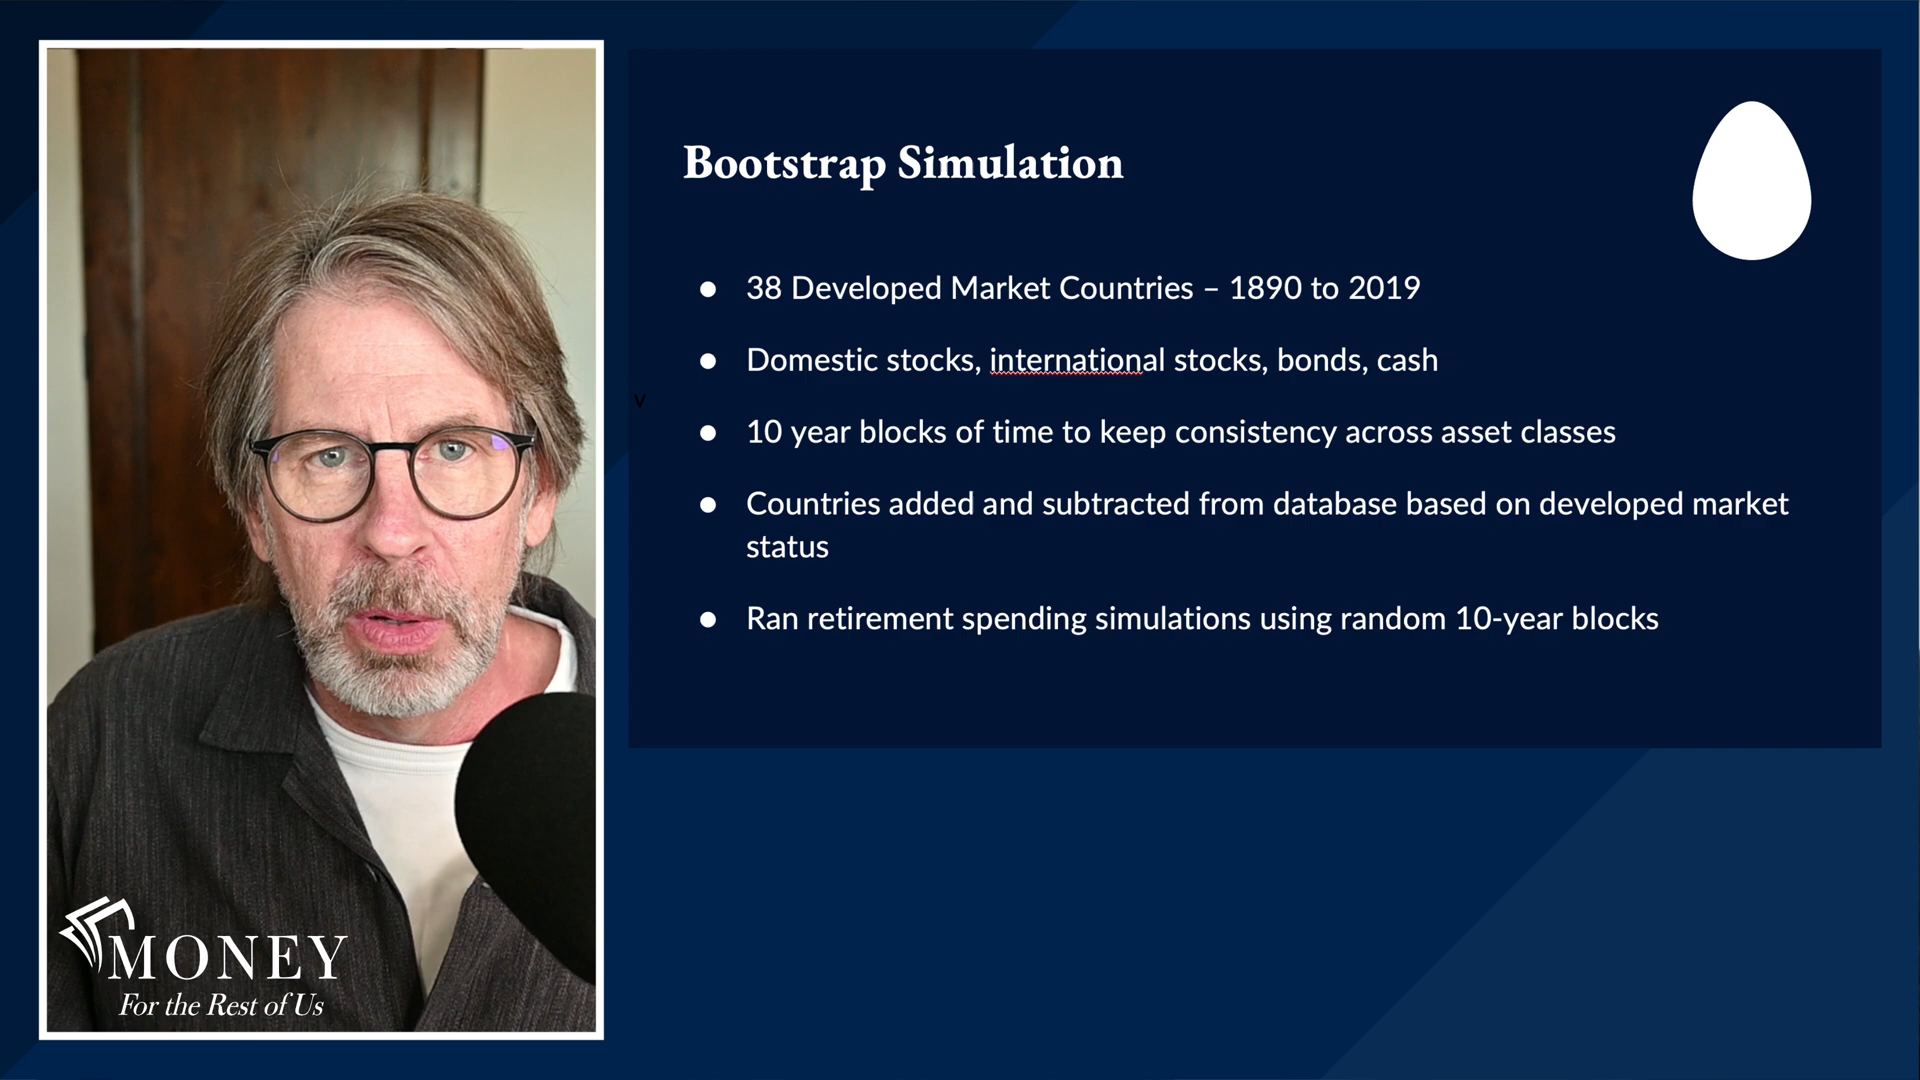 Bootstrap Simulation
● 38 Developed Market Countries – 1890 to 2019
● Domestic stocks, international stocks, bonds, cash
v
● 10 year blocks of time to keep consistency across asset classes
● Countries added and subtracted from database based on developed market
status
● Ran retirement spending simulations using random 10-year blocks
MONEY
For the Rest of Us